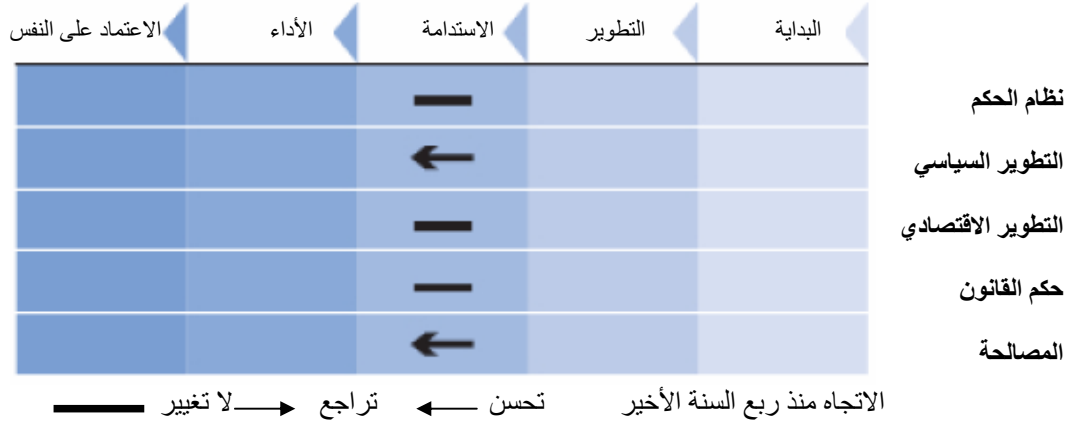 البداية التطوير الاستدامة الأداء الاعتماد على النفس
نظام الحكم
التطوير السياسي
التطوير الاقتصادي
حكم القانون
المصالحة
الاتجاه منذ ربع السنة الأخير تحسن تراجع لا تغيير